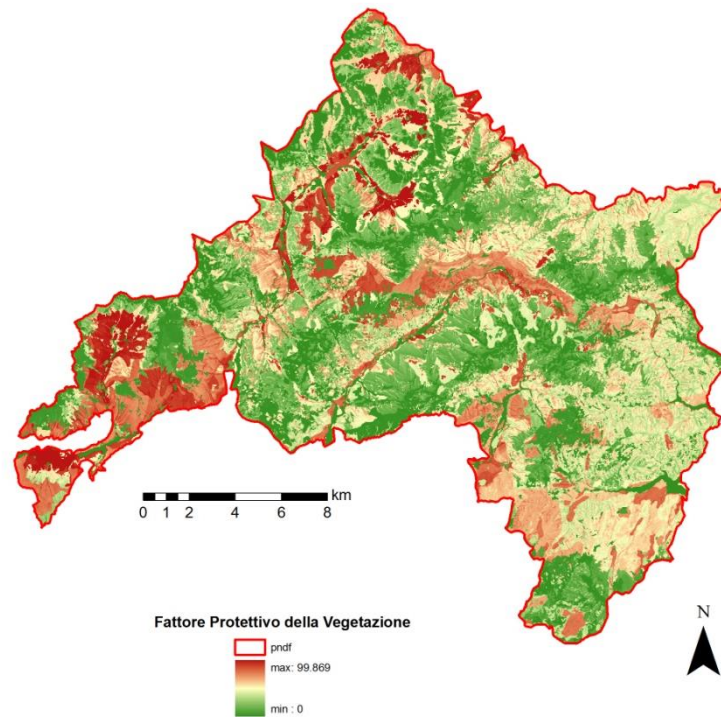 km
0 1 2 4 6 8
Fattore Protettivo della Vegetazione
pndf
max: 99.869
min : 0
N